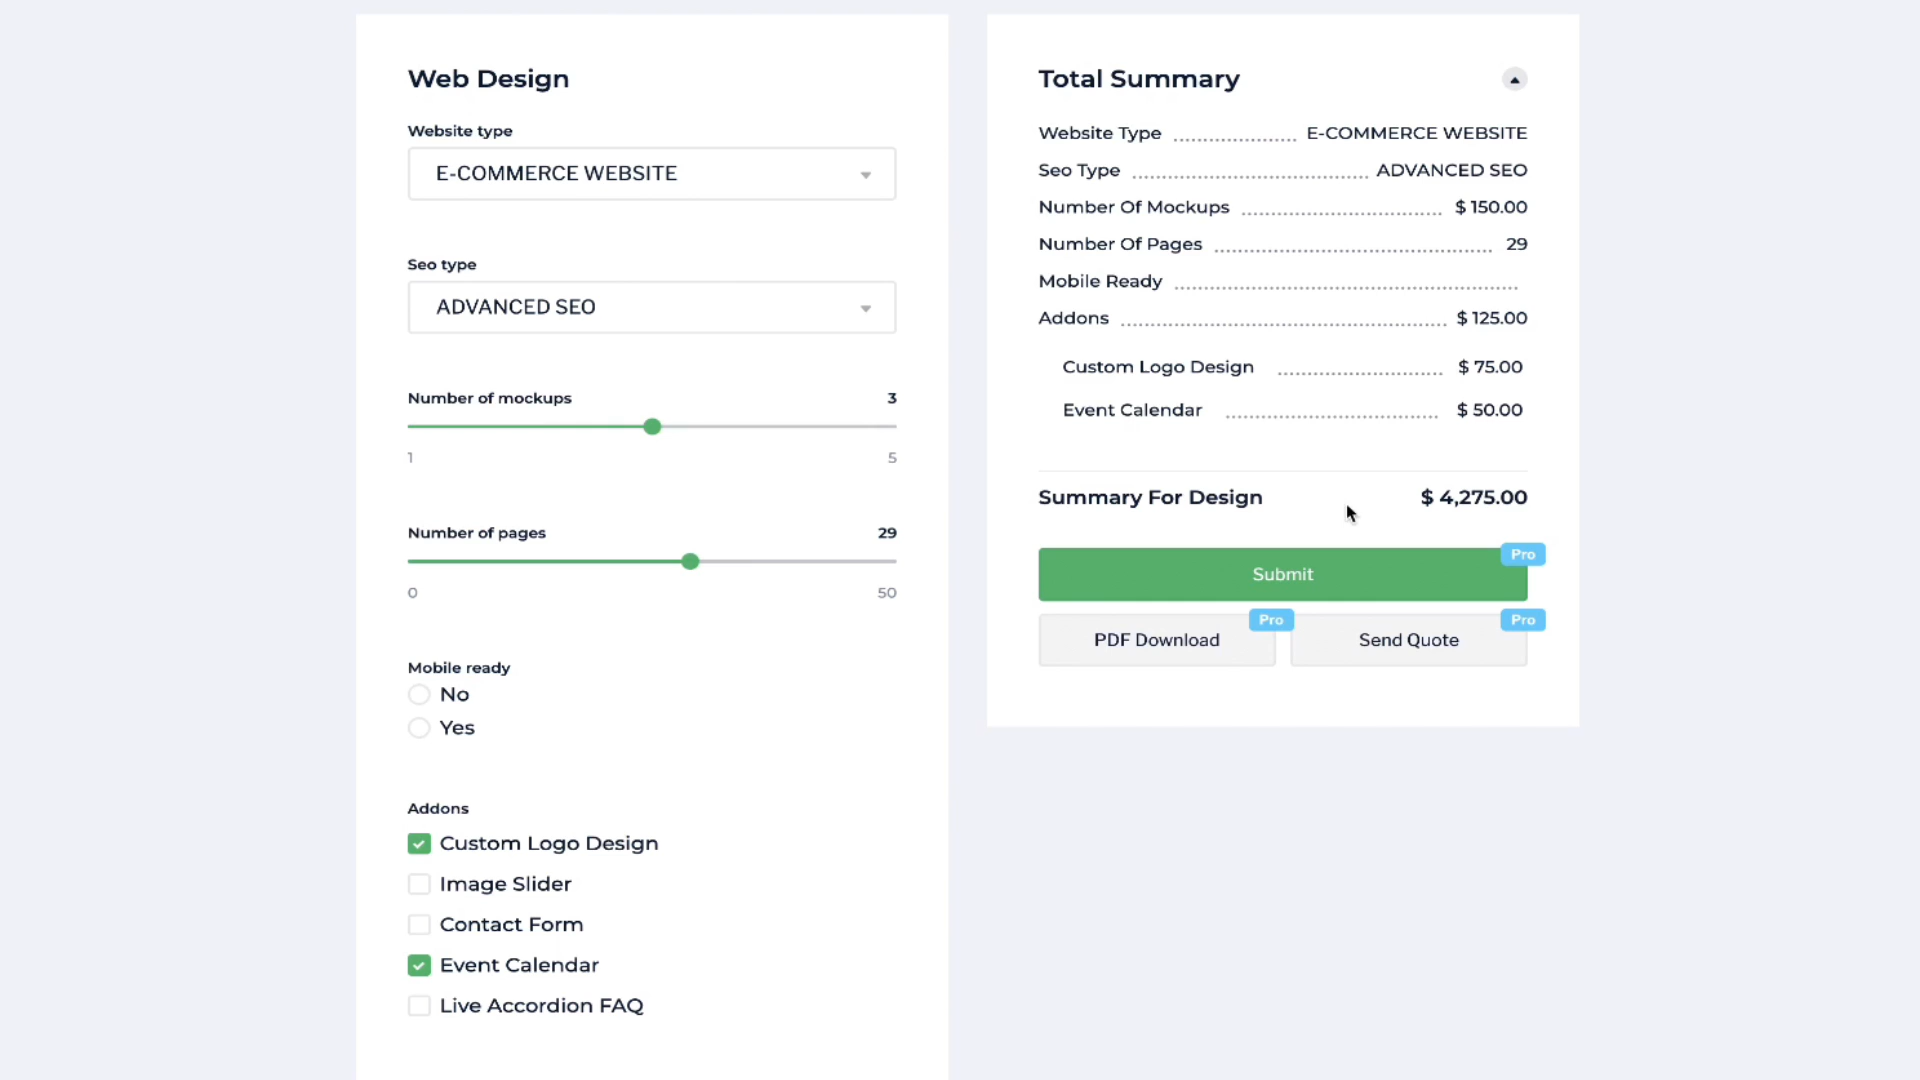 Web Design
Website type
E-COMMERCE WEBSITE
Seo type
ADVANCED SEO
Number of mockups 3
1 5
Number of pages 29
0 50
Mobile ready
No
Yes
Addons
Custom Logo Design
Image Slider
Contact Form
Event Calendar
Live Accordion FAQ
Total Summary
Website Type E-COMMERCE WEBSITE
Seo Type ADVANCED SEO
Number Of Mockups $ 150.00
Number Of Pages 29
Mobile Ready
Addons $ 125.00
Custom Logo Design $ 75.00
Event Calendar $ 50.00
Summary For Design $ 4,275.00
Pro
Submit
Pro Pro
PDF Download Send Quote